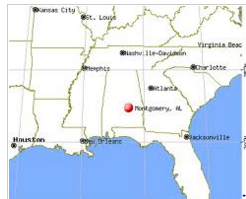 Kansas City
St. Louis
Nashville-Davidson
Virginia Beac
Memphis
Charlotte
Atlanta
Montgomery, AL
Houston
New Orleans
Jacksonville